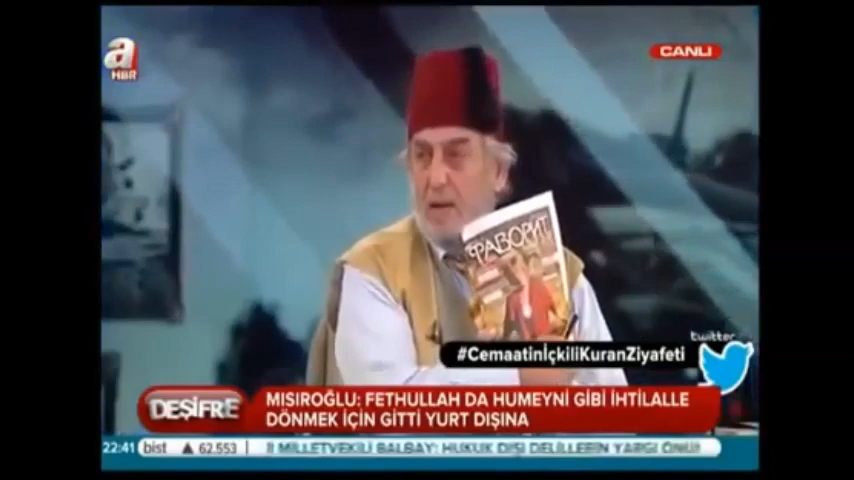 a
HBR
CANLI
ФАВОРИТ
twitter
#CemaatinİçkiliKuranZiyafeti
DEŞİFRE
MISIROĞLU: FETHULLAH DA HUMEYNİ GİBİ İHTİLALLE
DÖNMEK İÇİN GİTTİ YURT DIŞINA
22:41 bist ▲ 62.553 MİLLETVEKİLİ BALBAY: HUKUK DIŞI DELİLLERİN YARGI ÖNÜ